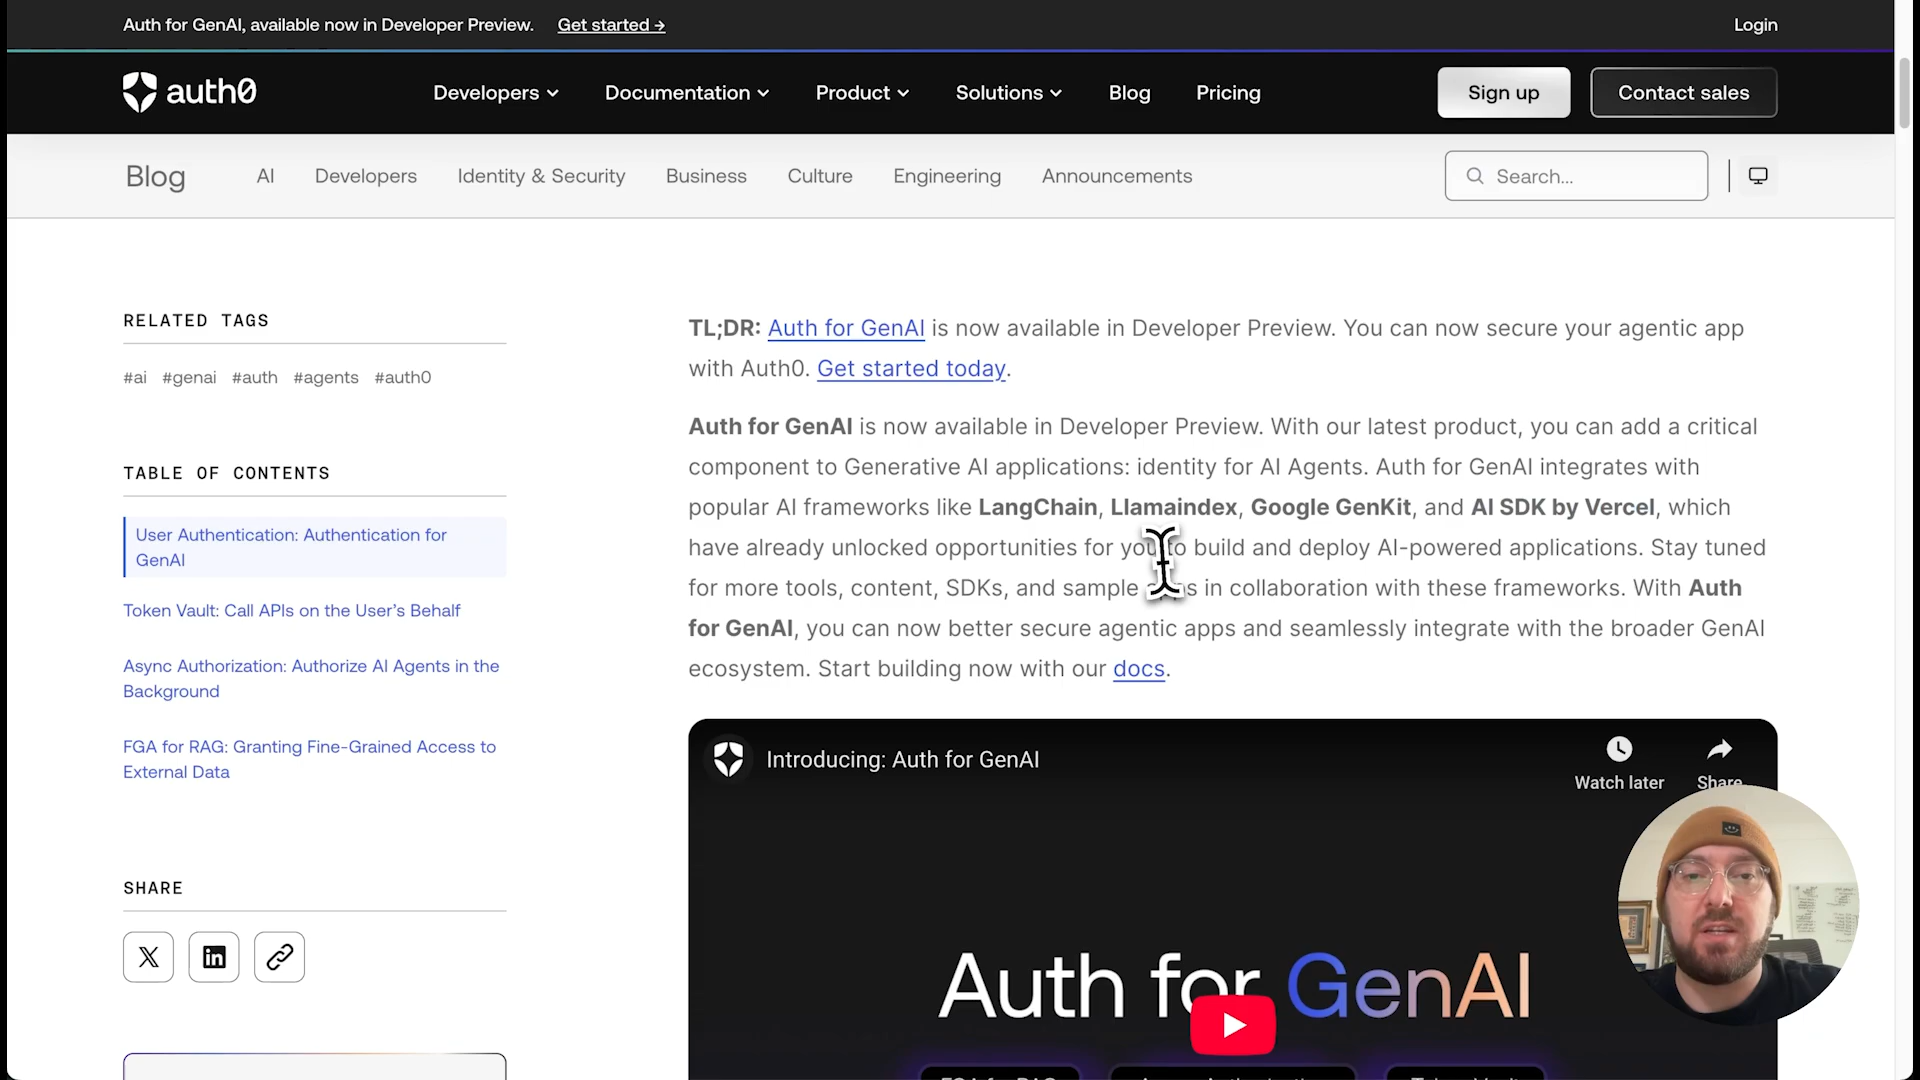 Auth for GenAI, available now in Developer Preview. Get started → Login
auth0 Developers Documentation Product Solutions Blog Pricing Sign up Contact sales
Blog AI Developers Identity & Security Business Culture Engineering Announcements Search...
RELATED TAGS
#ai #genai #auth #agents #auth0
TABLE OF CONTENTS
User Authentication: Authentication for
GenAI
Token Vault: Call APIs on the User's Behalf
Async Authorization: Authorize AI Agents in the
Background
FGA for RAG: Granting Fine-Grained Access to
External Data
SHARE
TL;DR: Auth for GenAI is now available in Developer Preview. You can now secure your agentic app
with Auth0. Get started today.
Auth for GenAI is now available in Developer Preview. With our latest product, you can add a critical
component to Generative AI applications: identity for AI Agents. Auth for GenAI integrates with
popular AI frameworks like LangChain, Llamaindex, Google GenKit, and AI SDK by Vercel, which
have already unlocked opportunities for you to build and deploy AI-powered applications. Stay tuned
for more tools, content, SDKs, and sample apps in collaboration with these frameworks. With Auth
for GenAI, you can now better secure agentic apps and seamlessly integrate with the broader GenAI
ecosystem. Start building now with our docs.
Introducing: Auth for GenAI
Watch later Share
Auth for GenAI